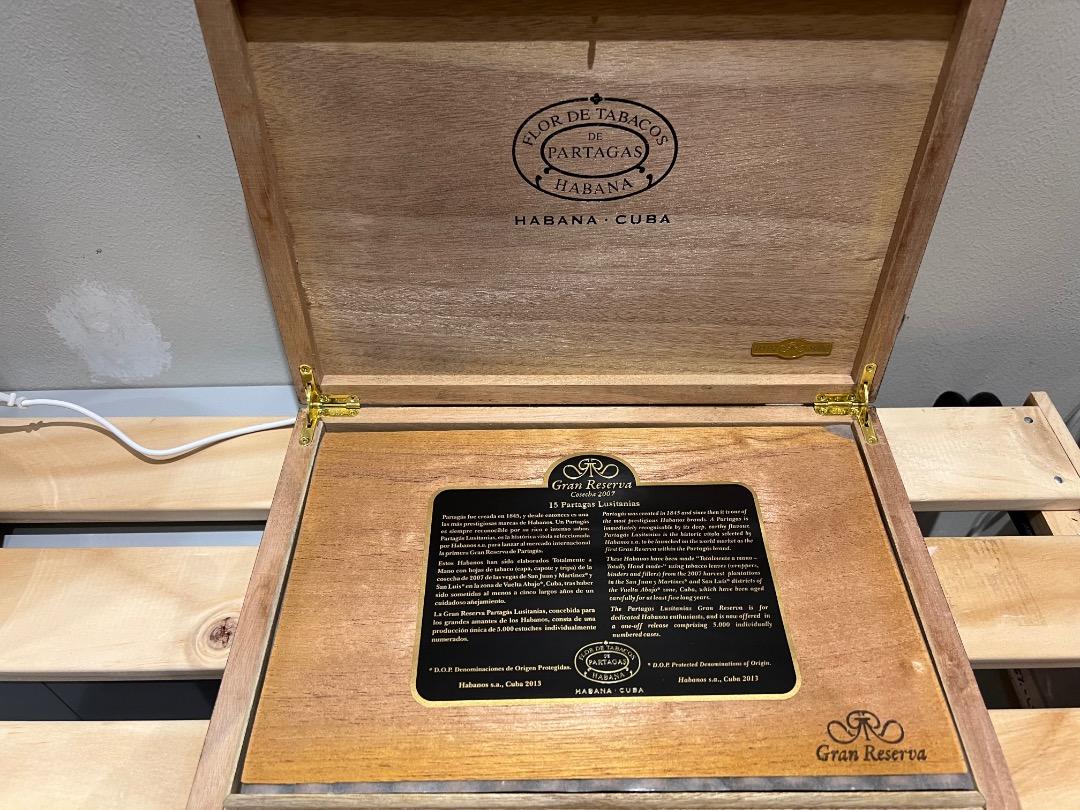 FLOR DE TABACOS
DE
PARTAGAS
HABANA
HABANA · CUBA
Gran Reserva
Cosecha 2007
15 Partagas Lusitanias
Partagás fue creada en 1845, y desde entonces es una
las más prestigiosas marcas de Habanos. Un Partagás
es siempre reconocible por su rico e intenso sabor.
Partagás Lusitanias, es la histórica vitola seleccionada
por Habanos s.a. para lanzar al mercado internacional
la primera Gran Reserva de Partagás.
Estos Habanos han sido elaborados Totalmente a
Mano con hojas de tabaco (capa, capote y tripa) de la
cosecha de 2007 de las vegas de San Juan y Martínez* y
San Luis* en la zona de Vuelta Abajo*, Cuba, tras haber
sido sometidas al menos a cinco largos años de un
cuidadoso añejamiento.
La Gran Reserva Partagás Lusitanias, concebida para
los grandes amantes de los Habanos, consta de una
producción única de 5.000 estuches individualmente
numerados.
Partagás was created in 1845 and since then it is one of
the most prestigious Habanos brands. A Partagás is
immediately recognisable by its deep, earthy flavour.
Partagás Lusitanias is the historic vitola selected by
Habanos s.a. to be launched on the world market as the
first Gran Reserva within the Partagás brand.
These Habanos have been made "Totalmente a mano -
Totally Hand made-" using tobacco leaves (wrappers,
binders and fillers) from the 2007 harvest plantations
in the San Juan y Martínez* and San Luis* districts of
the Vuelta Abajo* zone, Cuba, which have been aged
carefully for at least five long years.
The Partagas Lusitanias Gran Reserva is for
dedicated Habanos enthusiasts, and is now offered in
a one-off release comprising 5.000 individually
numbered cases.
* D.O.P. Denominaciones de Origen Protegidas.
Habanos s.a., Cuba 2013
* D.O.P. Protected Denominations of Origin.
Habanos s.a., Cuba 2013
FLOR DE TABACOS
DE
PARTAGAS
HABANA
HABANA · CUBA
Gran Reserva